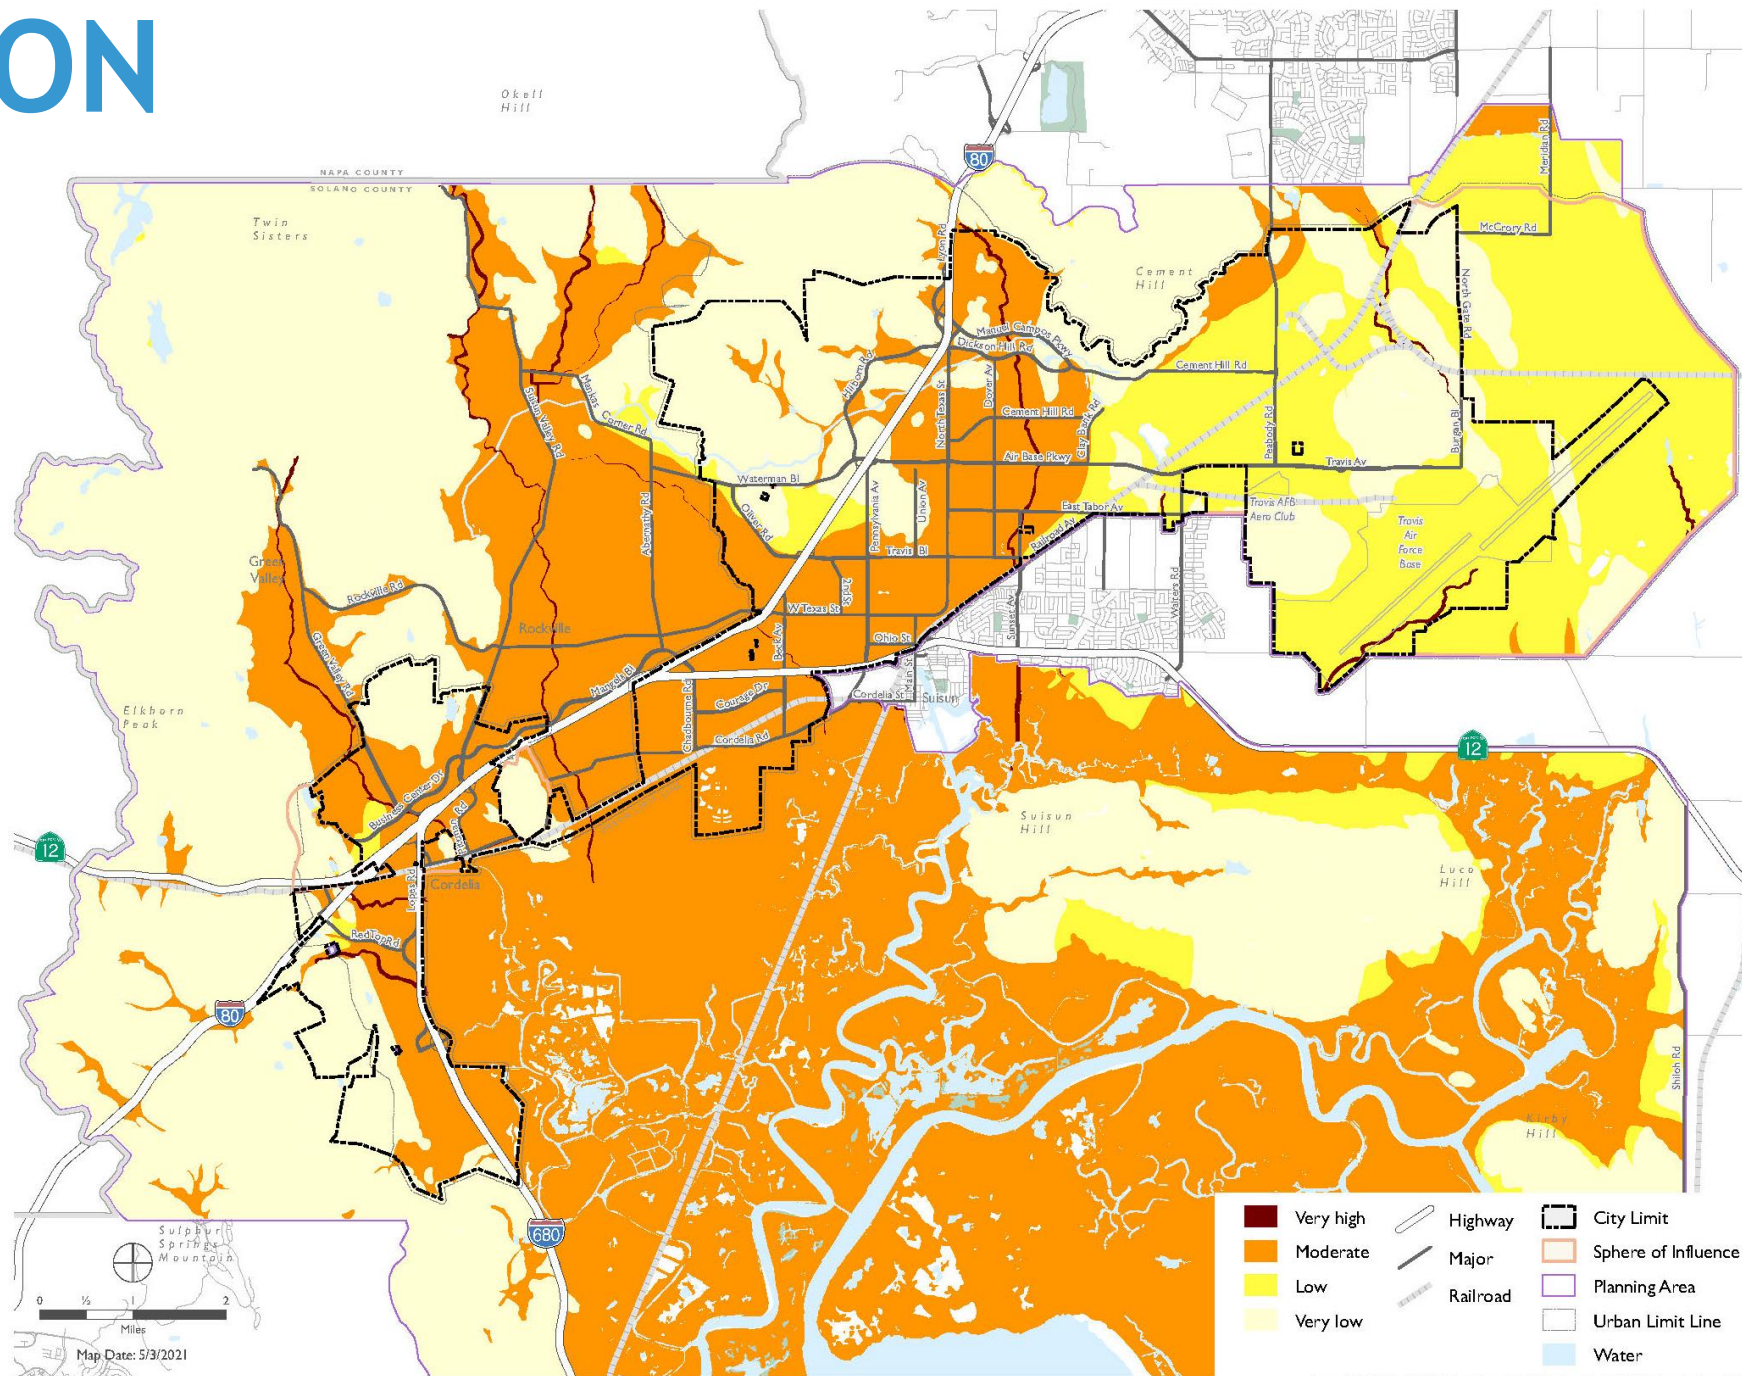 ON
Okell
Hill
80
NAPA COUNTY
SOLANO COUNTY
Twin
Sisters
Meridian Rd
McCrory Rd
Lyon Rd
Cement
Hill
North Gate Rd
Manuel Campos Pkwy
Dickson Hill Rd
Hilborn Rd
Cement Hill Rd
Mankas
Corner Rd
Suisun Valley Rd
North Texas St
Dover Av
Cement Hill Rd
Clay Bank Rd
Peabody Rd
Burgan Bl
Air Base Pkwy
Travis Av
Waterman Bl
Oliver Rd
Abernathy Rd
Pennsylvania Av
Union Av
East Tabor Av
Travis AFB
Aero Club
Travis
Air
Force
Base
Railroad Av
Travis Bl
Green
Valley
Rockville Rd
2nd St
W Texas St
Walters Rd
Sunset Av
Rockville
Beck Av
Ohio St
Green Valley Rd
Mangels Bl
Main St
Chadbourne Rd
Courage Dr
Cordelia St
Suisun
Elkhorn
Peak
Cordelia Rd
12
Business Center Dr
Suisun
Hill
12
Luco
Hill
Lopes Rd
Cordelia
Red Top Rd
80
Shiloh Rd
Kirby
Hill
680
Sulphur
Springs
Mountain
0 ½ 1 2
Miles
Map Date: 5/3/2021
Very high
Moderate
Low
Very low
Highway
Major
Railroad
City Limit
Sphere of Influence
Planning Area
Urban Limit Line
Water